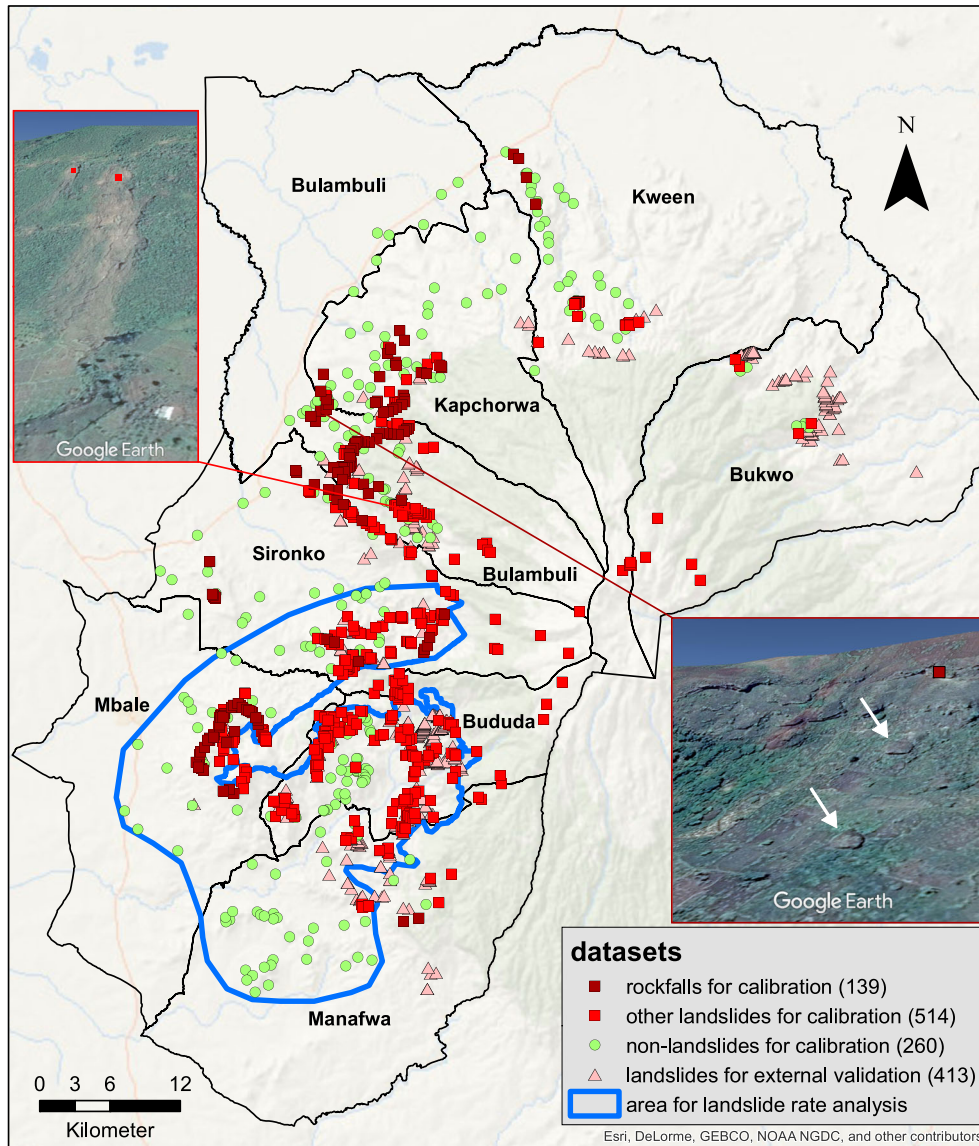 N
Bulambuli
Kween
Google Earth
Kapchorwa
Bukwo
Sironko
Bulambuli
Mbale
Bududa
Google Earth
Manafwa
datasets
rockfalls for calibration (139)
other landslides for calibration (514)
non-landslides for calibration (260)
landslides for external validation (413)
area for landslide rate analysis
0 3 6 12
Kilometer
Esri, DeLorme, GEBCO, NOAA NGDC, and other contributors